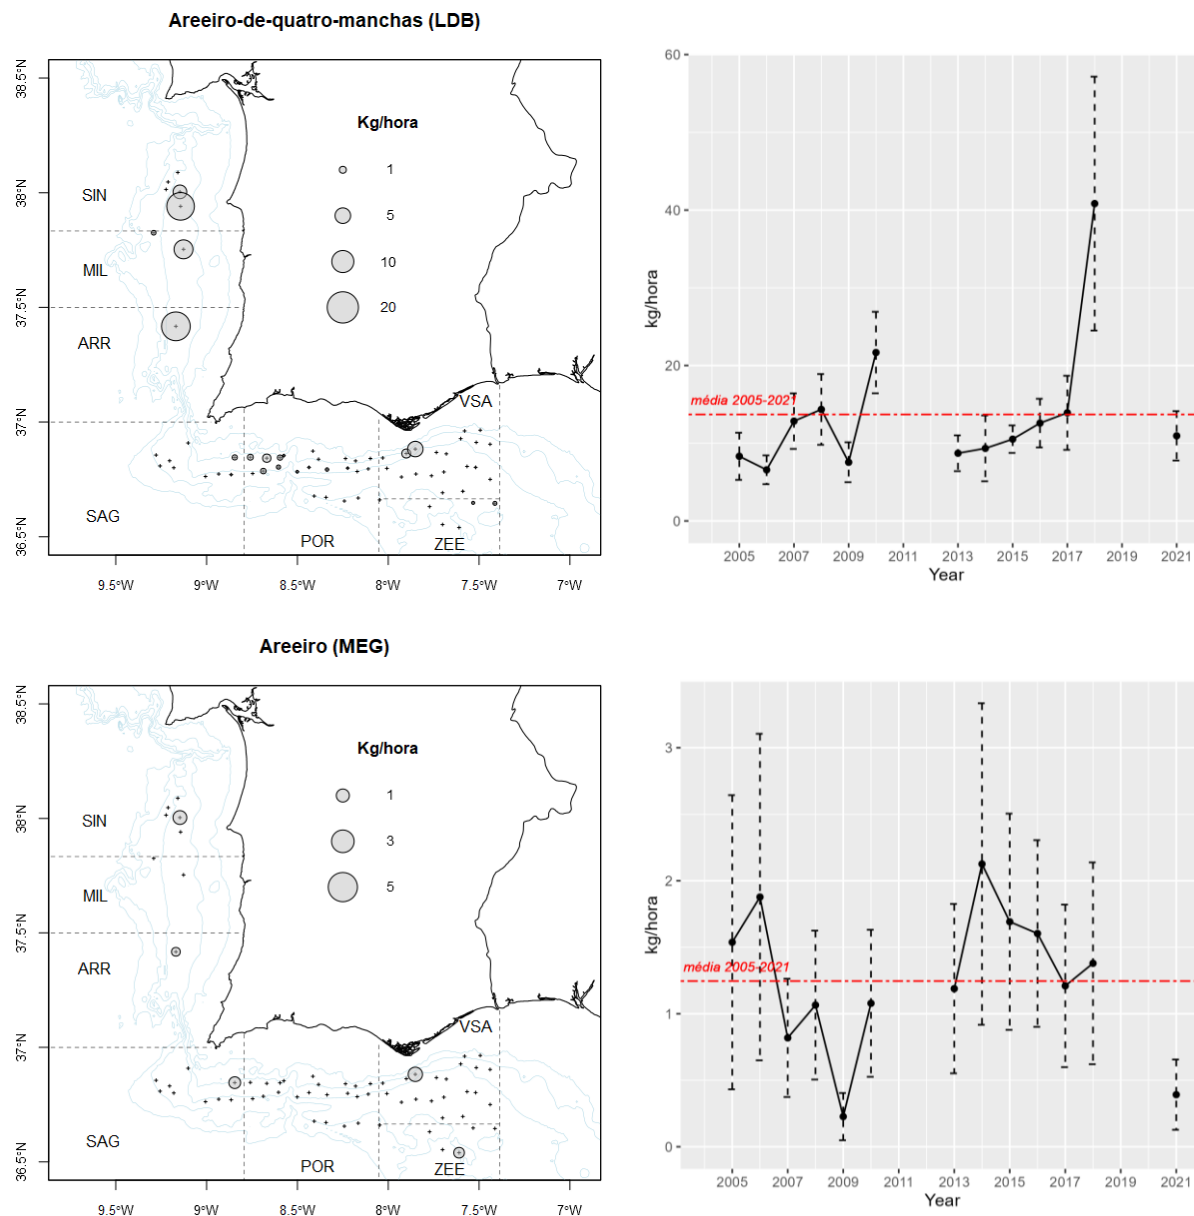 Areeiro-de-quatro-manchas (LDB)
38.5°N
38°N
37.5°N
37°N
36.5°N
SIN
MIL
ARR
SAG
POR
ZEE
VSA
Kg/hora
1
5
10
20
9.5°W
9°W
8.5°W
8°W
7.5°W
7°W
kg/hora
60
40
20
0
média 2005-2021
2005
2007
2009
2011
2013
2015
2017
2019
2021
Year
Areeiro (MEG)
38.5°N
38°N
37.5°N
37°N
36.5°N
SIN
MIL
ARR
SAG
POR
ZEE
VSA
Kg/hora
1
3
5
9.5°W
9°W
8.5°W
8°W
7.5°W
7°W
kg/hora
3
2
1
0
média 2005-2021
2005
2007
2009
2011
2013
2015
2017
2019
2021
Year